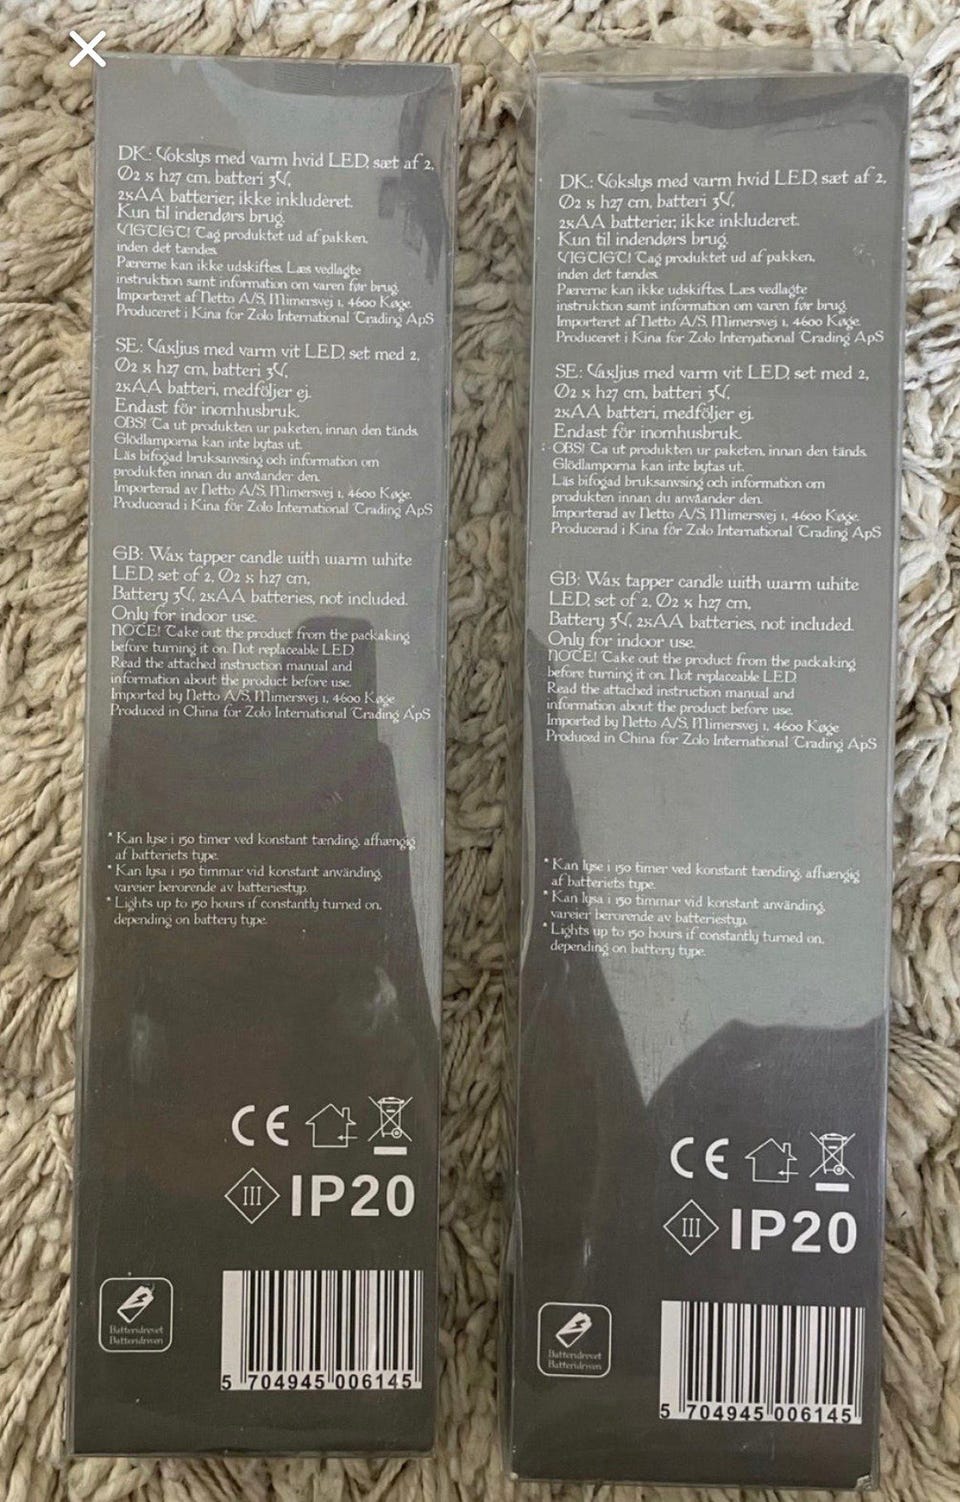 DK: Vokslys med varm hvid LED, sæt af 2,
Ø2 x h27 cm, batteri 3V,
2xAA batterier, ikke inkluderet.
Kun til indendørs brug.
VIGTIGT! Tag produktet ud af pakken,
inden det tændes.
Pærerne kan ikke udskiftes. Læs vedlagte
instruktion samt information om varen før brug.
Importeret af Netto A/S, Mimersvej 1, 4600 Køge.
Produceret i Kina for Zolo International Trading ApS
SE: Vaxljus med varm vit LED, set med 2,
Ø2 x h27 cm, batteri 3V,
2xAA batteri, medföljer ej.
Endast för inomhusbruk.
OBS! Ta ut produkten ur paketen, innan den tänds.
Glödlamporna kan inte bytas ut.
Läs bifogad bruksanvsing och information om
produkten innan du anväander den.
Importerad av Netto A/S, Mimersvej 1, 4600 Køge.
Producerad i Kina för Zolo International Trading ApS
GB: Wax tapper candle with warm white
LED, set of 2, Ø2 x h27 cm,
Battery 3V, 2xAA batteries, not included.
Only for indoor use.
NOTE! Take out the product from the packaking
before turning it on. Not replaceable LED.
Read the attached instruction manual and
information about the product before use.
Imported by Netto A/S, Mimersvej 1, 4600 Køge
Produced in China for Zolo International Trading ApS
* Kan lyse i 150 timer ved konstant tænding, afhængig
af batteriets type.
* Kan lysa i 150 timmar vid konstant använding,
vareier berorende av batteriestyp.
* Lights up to 150 hours if constantly turned on,
depending on battery type.
CE
III IP20
Batteridrevet
Batteridriven
5 704945 006145
DK: Vokslys med varm hvid LED, sæt af 2,
Ø2 x h27 cm, batteri 3V,
2xAA batterier, ikke inkluderet.
Kun til indendørs brug.
VIGTIGT! Tag produktet ud af pakken,
inden det tændes.
Pærerne kan ikke udskiftes. Læs vedlagte
instruktion samt information om varen før brug.
Importeret af Netto A/S, Mimersvej 1, 4600 Køge.
Produceret i Kina for Zolo International Trading ApS
SE: Vaxljus med varm vit LED, set med 2,
Ø2 x h27 cm, batteri 3V,
2xAA batteri, medföljer ej.
Endast för inomhusbruk.
OBS! Ta ut produkten ur paketen, innan den tänds.
Glödlamporna kan inte bytas ut.
Läs bifogad bruksanvsing och information om
produkten innan du anväander den.
Importerad av Netto A/S, Mimersvej 1, 4600 Køge.
Producerad i Kina för Zolo International Trading ApS
GB: Wax tapper candle with warm white
LED, set of 2, Ø2 x h27 cm,
Battery 3V, 2xAA batteries, not included.
Only for indoor use.
NOTE! Take out the product from the packaking
before turning it on. Not replaceable LED.
Read the attached instruction manual and
information about the product before use.
Imported by Netto A/S, Mimersvej 1, 4600 Køge
Produced in China for Zolo International Trading ApS
* Kan lyse i 150 timer ved konstant tænding, afhængig
af batteriets type.
* Kan lysa i 150 timmar vid konstant använding,
vareier berorende av batteriestyp.
* Lights up to 150 hours if constantly turned on,
depending on battery type.
CE
III IP20
Batteridrevet
Batteridriven
5 704945 006145